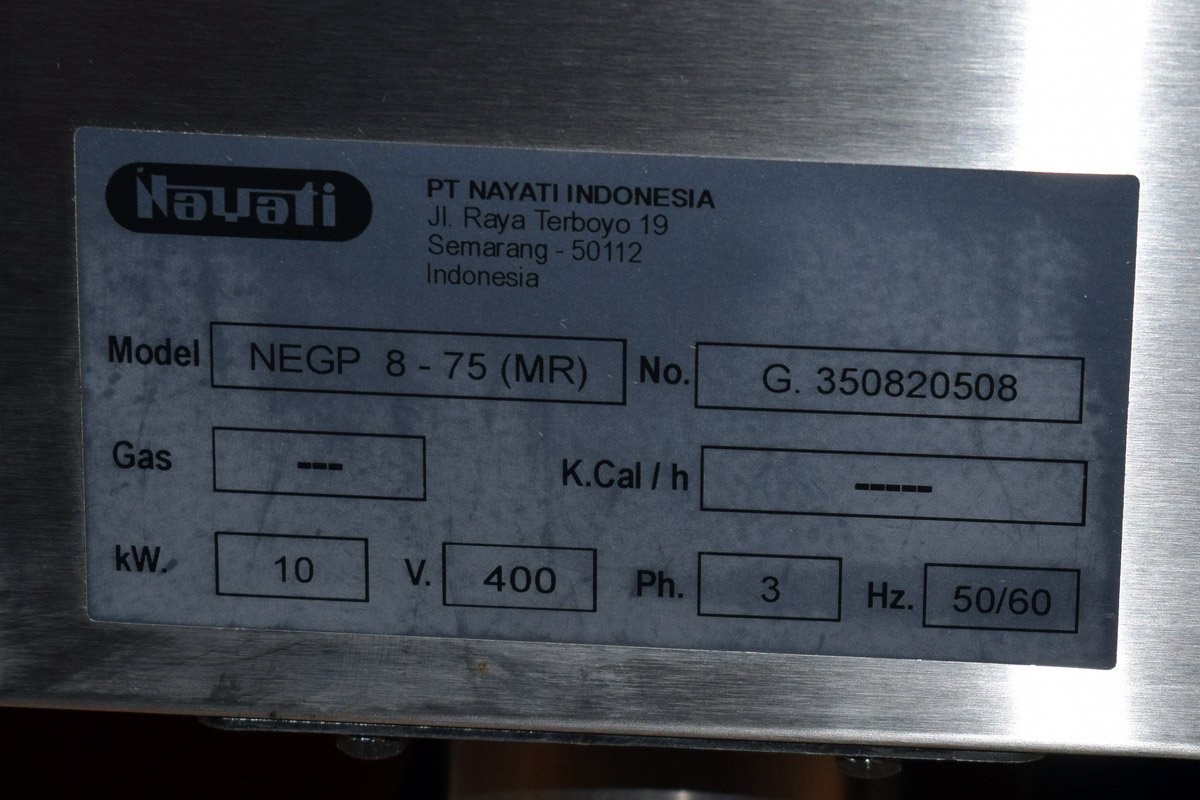 Nayati
PT NAYATI INDONESIA
Jl. Raya Terboyo 19
Semarang - 50112
Indonesia
Model NEGP 8 - 75 (MR) No. G. 350820508
Gas --- K.Cal / h -----
kW. 10 V. 400 Ph. 3 Hz. 50/60